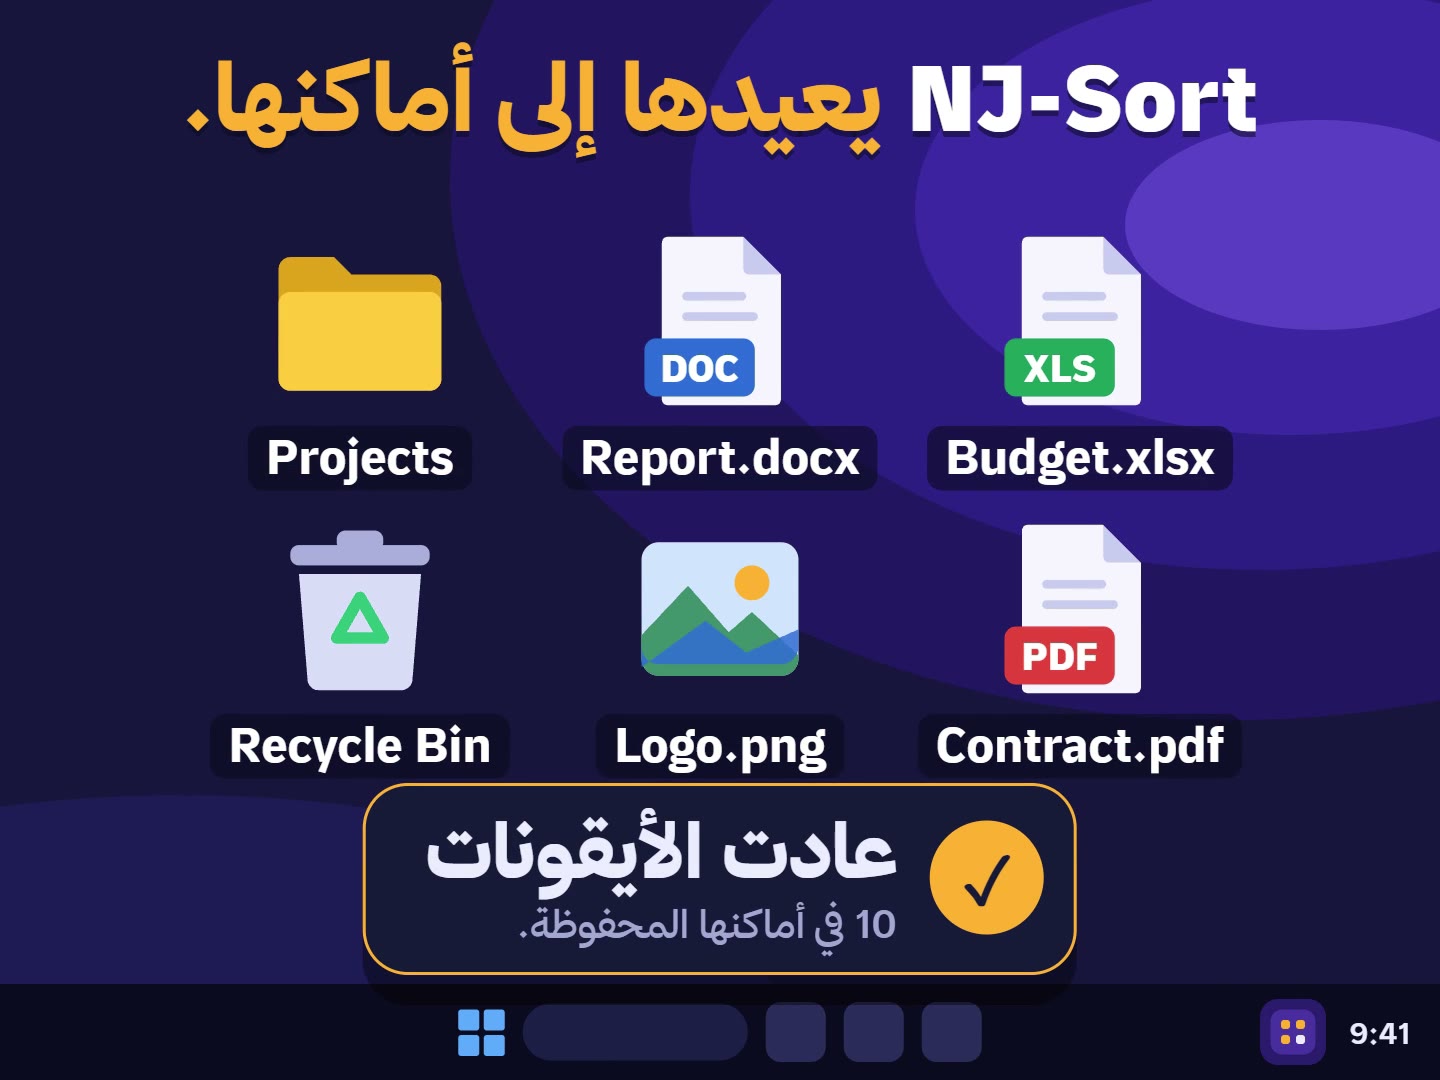 NJ-Sort يعيدها إلى أماكنها.
DOC
XLS
Projects
Report.docx
Budget.xlsx
PDF
Recycle Bin
Logo.png
Contract.pdf
عادت الأيقونات
10 في أماكنها المحفوظة.
9:41